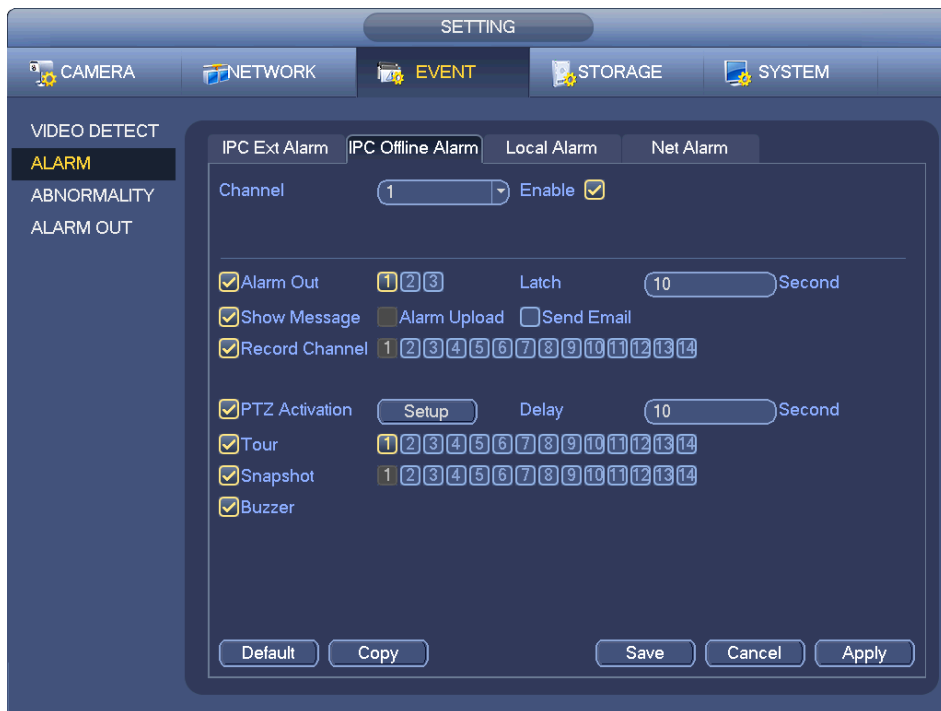 SETTING
CAMERA NETWORK EVENT STORAGE SYSTEM
VIDEO DETECT
ALARM
ABNORMALITY
ALARM OUT
IPC Ext Alarm IPC Offline Alarm Local Alarm Net Alarm
Channel 1 Enable
Alarm Out 1 2 3 Latch 10 Second
Show Message Alarm Upload Send Email
Record Channel 1 2 3 4 5 6 7 8 9 10 11 12 13 14
PTZ Activation Setup Delay 10 Second
Tour 1 2 3 4 5 6 7 8 9 10 11 12 13 14
Snapshot 1 2 3 4 5 6 7 8 9 10 11 12 13 14
Buzzer
Default Copy Save Cancel Apply